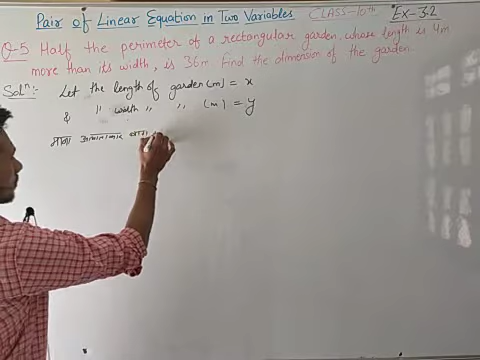 Pair of Linear Equation in Two Variables CLASS-10th Ex-3.2
Q-5 Half the perimeter of a rectangular garden, whose length is 4m
more than its width, is 36m. Find the dimension of the garden.
Soln:- Let the length of garden (m) = x
& " width " " (m) = y
माना आयताकार बाग